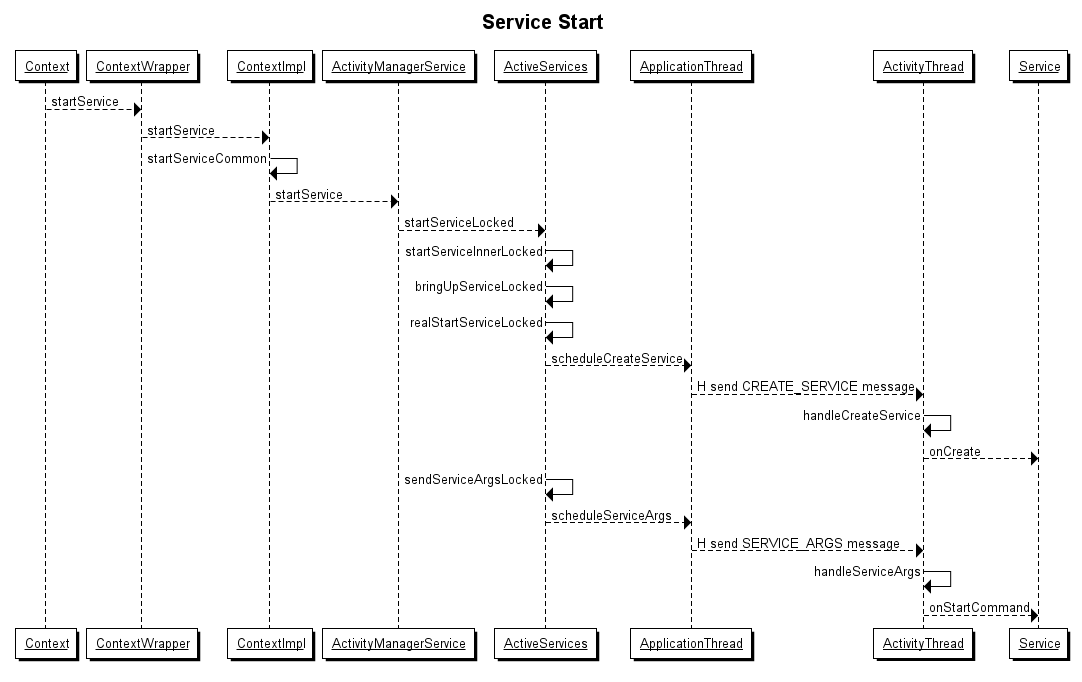 Service Start
Context ContextWrapper ContextImpl ActivityManagerService ActiveServices ApplicationThread ActivityThread Service
startService
startService
startServiceCommon
startService
startServiceLocked
startServiceInnerLocked
bringUpServiceLocked
realStartServiceLocked
scheduleCreateService
H send CREATE_SERVICE message
handleCreateService
onCreate
sendServiceArgsLocked
scheduleServiceArgs
H send SERVICE_ARGS message
handleServiceArgs
onStartCommand
Context ContextWrapper ContextImpl ActivityManagerService ActiveServices ApplicationThread ActivityThread Service